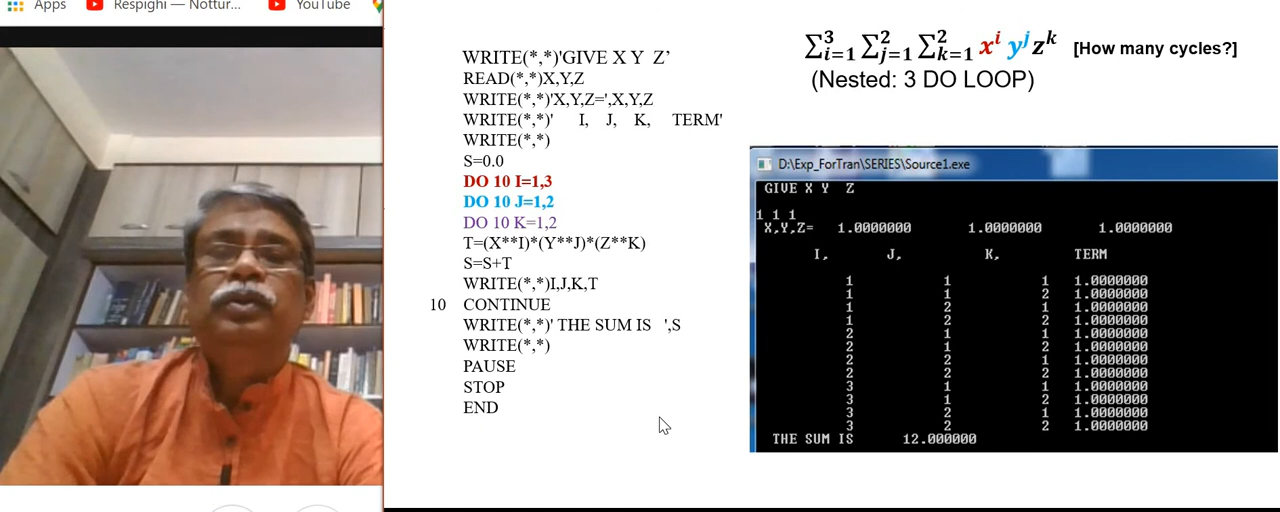 Apps Respighi — Nottur... YouTube
WRITE(*,*)'GIVE X Y Z’
READ(*,*)X,Y,Z
WRITE(*,*)'X,Y,Z=',X,Y,Z
WRITE(*,*)' I, J, K, TERM'
WRITE(*,*)
S=0.0
DO 10 I=1,3
DO 10 J=1,2
DO 10 K=1,2
T=(X**I)*(Y**J)*(Z**K)
S=S+T
WRITE(*,*)I,J,K,T
10 CONTINUE
WRITE(*,*)' THE SUM IS ',S
WRITE(*,*)
PAUSE
STOP
END
∑³ᵢ₌₁ ∑²ⱼ₌₁ ∑²ₖ₌₁ xⁱ yʲ zᵏ [How many cycles?]
(Nested: 3 DO LOOP)
D:\Exp_ForTran\SERIES\Source1.exe
GIVE X Y Z
1 1 1
X,Y,Z= 1.0000000 1.0000000 1.0000000
I, J, K, TERM
1 1 1 1.0000000
1 1 2 1.0000000
1 2 1 1.0000000
1 2 2 1.0000000
2 1 1 1.0000000
2 1 2 1.0000000
2 2 1 1.0000000
2 2 2 1.0000000
3 1 1 1.0000000
3 1 2 1.0000000
3 2 1 1.0000000
3 2 2 1.0000000
THE SUM IS 12.000000